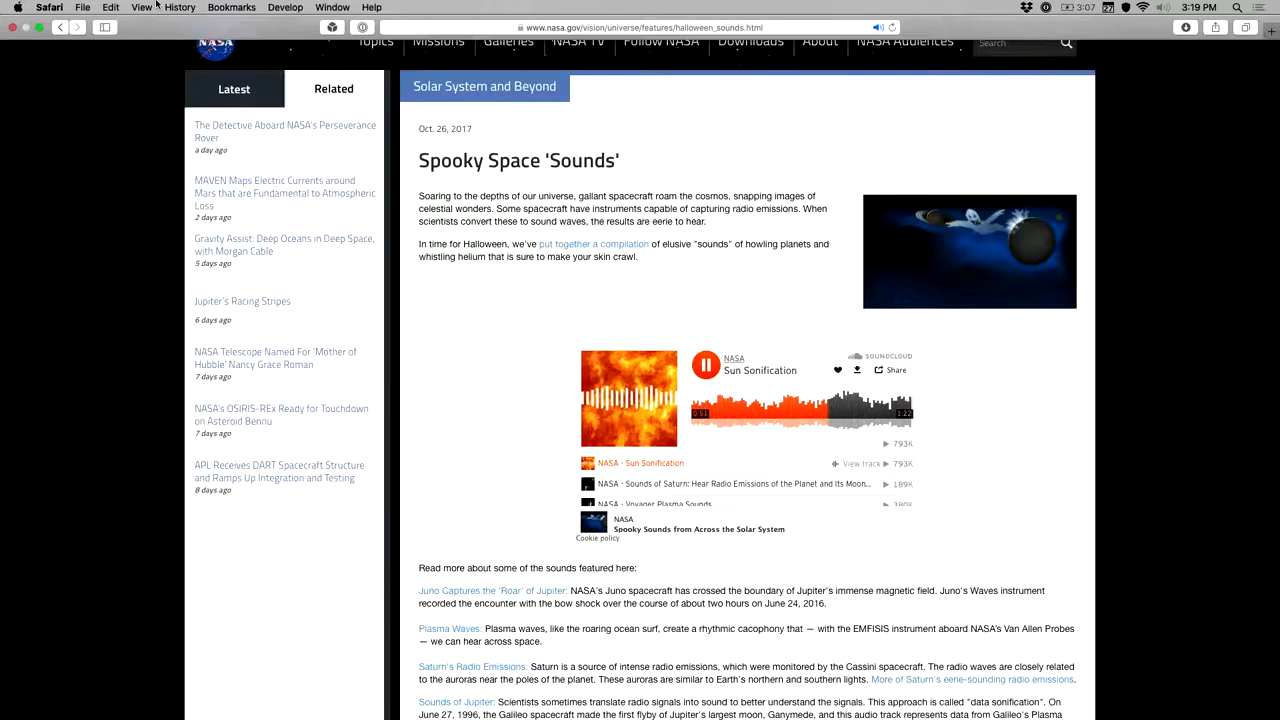 Safari File Edit View History Bookmarks Develop Window Help
3:07 3:19 PM
www.nasa.gov/vision/universe/features/halloween_sounds.html
NASA
Topics Missions Galleries NASA TV Follow NASA Downloads About NASA Audiences Search
Latest Related
The Detective Aboard NASA's Perseverance
Rover
a day ago
MAVEN Maps Electric Currents around
Mars that are Fundamental to Atmospheric
Loss
2 days ago
Gravity Assist: Deep Oceans in Deep Space,
with Morgan Cable
5 days ago
Jupiter's Racing Stripes
6 days ago
NASA Telescope Named For 'Mother of
Hubble' Nancy Grace Roman
7 days ago
NASA's OSIRIS-REx Ready for Touchdown
on Asteroid Bennu
7 days ago
APL Receives DART Spacecraft Structure
and Ramps Up Integration and Testing
8 days ago
Solar System and Beyond
Oct. 26, 2017
Spooky Space 'Sounds'
Soaring to the depths of our universe, gallant spacecraft roam the cosmos, snapping images of
celestial wonders. Some spacecraft have instruments capable of capturing radio emissions. When
scientists convert these to sound waves, the results are eerie to hear.
In time for Halloween, we've put together a compilation of elusive "sounds" of howling planets and
whistling helium that is sure to make your skin crawl.
NASA
Sun Sonification
SOUNDCLOUD
Share
0:51 1:22
793K
NASA · Sun Sonification View track 793K
NASA · Sounds of Saturn: Hear Radio Emissions of the Planet and Its Moon... 189K
NASA · Voyager Plasma Sounds 380K
NASA
Spooky Sounds from Across the Solar System
Cookie policy
Read more about some of the sounds featured here:
Juno Captures the 'Roar' of Jupiter: NASA's Juno spacecraft has crossed the boundary of Jupiter's immense magnetic field. Juno's Waves instrument
recorded the encounter with the bow shock over the course of about two hours on June 24, 2016.
Plasma Waves: Plasma waves, like the roaring ocean surf, create a rhythmic cacophony that — with the EMFISIS instrument aboard NASA's Van Allen Probes
— we can hear across space.
Saturn's Radio Emissions: Saturn is a source of intense radio emissions, which were monitored by the Cassini spacecraft. The radio waves are closely related
to the auroras near the poles of the planet. These auroras are similar to Earth's northern and southern lights. More of Saturn's eerie-sounding radio emissions.
Sounds of Jupiter: Scientists sometimes translate radio signals into sound to better understand the signals. This approach is called "data sonification". On
June 27, 1996, the Galileo spacecraft made the first flyby of Jupiter's largest moon, Ganymede, and this audio track represents data from Galileo's Plasma